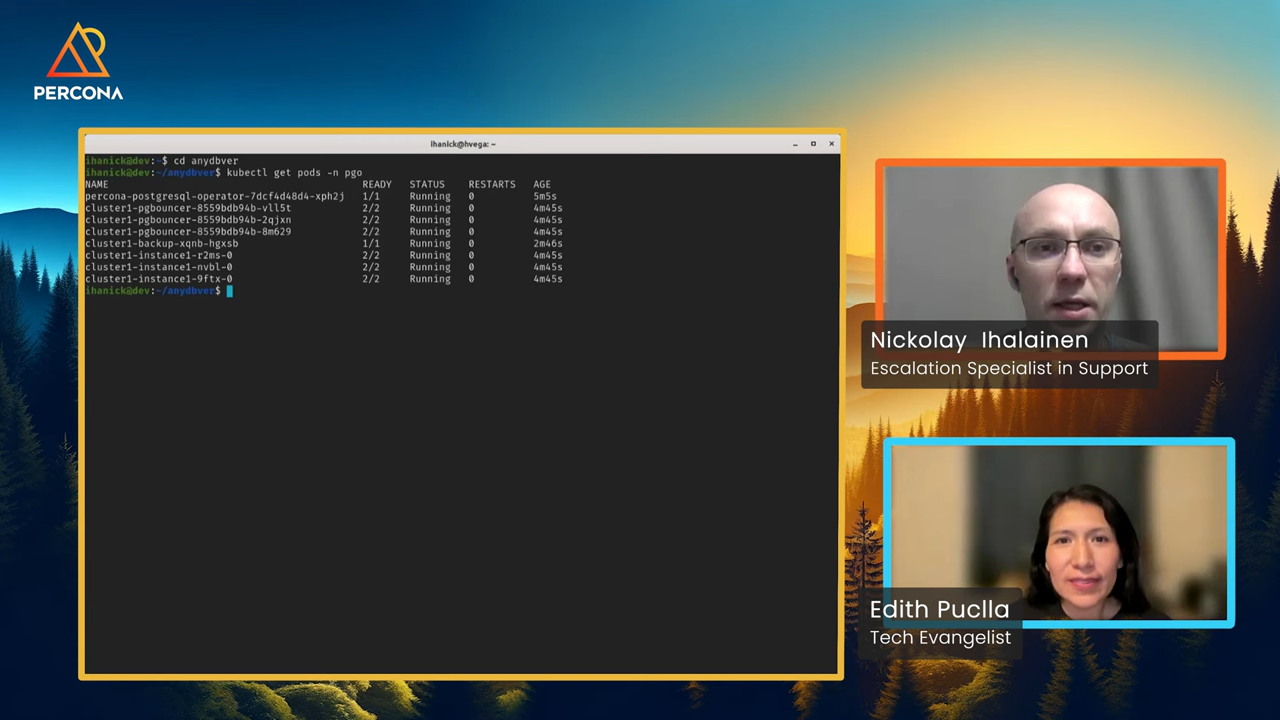 PERCONA
ihanick@hvega: ~
ihanick@dev:~$ cd anydbver
ihanick@dev:~/anydbver$ kubectl get pods -n pgo
NAME READY STATUS RESTARTS AGE
percona-postgresql-operator-7dcf4d48d4-xph2j 1/1 Running 0 5m5s
cluster1-pgbouncer-8559bdb94b-vll5t 2/2 Running 0 4m45s
cluster1-pgbouncer-8559bdb94b-2qjxn 2/2 Running 0 4m45s
cluster1-pgbouncer-8559bdb94b-8m629 2/2 Running 0 4m45s
cluster1-backup-xqnb-hgxsb 1/1 Running 0 2m46s
cluster1-instance1-r2ms-0 2/2 Running 0 4m45s
cluster1-instance1-nvbl-0 2/2 Running 0 4m45s
cluster1-instance1-9ftx-0 2/2 Running 0 4m45s
ihanick@dev:~/anydbver$
Nickolay Ihalainen
Escalation Specialist in Support
Edith Puclla
Tech Evangelist